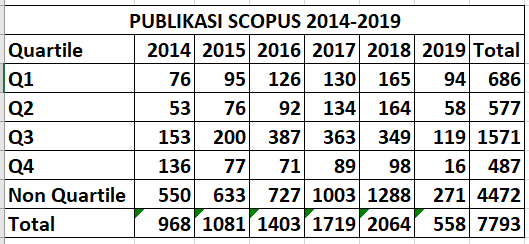 PUBLIKASI SCOPUS 2014-2019
Quartile 2014 2015 2016 2017 2018 2019 Total
Q1 76 95 126 130 165 94 686
Q2 53 76 92 134 164 58 577
Q3 153 200 387 363 349 119 1571
Q4 136 77 71 89 98 16 487
Non Quartile 550 633 727 1003 1288 271 4472
Total 968 1081 1403 1719 2064 558 7793